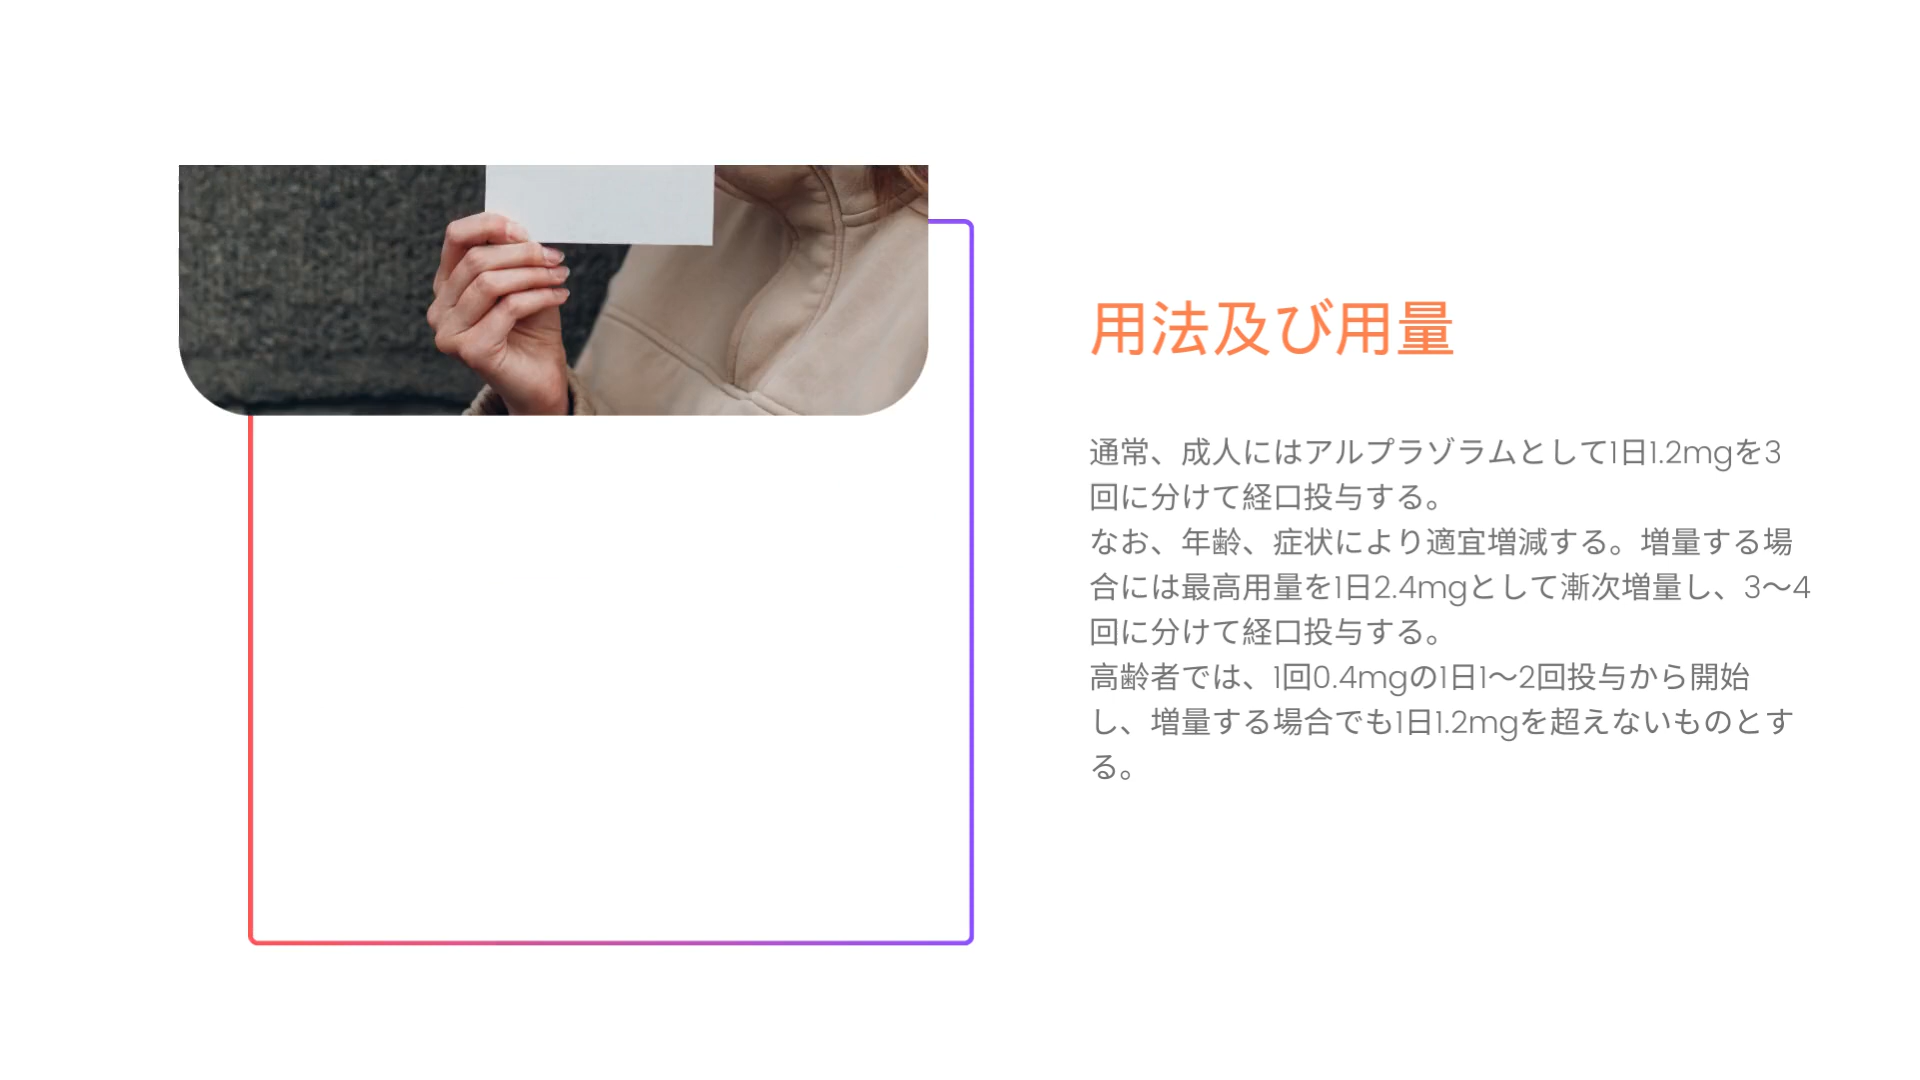 用法及び用量
通常、成人にはアルプラゾラムとして1日1.2mgを3
回に分けて経口投与する。
なお、年齢、症状により適宜増減する。増量する場
合には最高用量を1日2.4mgとして漸次増量し、3〜4
回に分けて経口投与する。
高齢者では、1回0.4mgの1日1〜2回投与から開始
し、増量する場合でも1日1.2mgを超えないものとす
る。